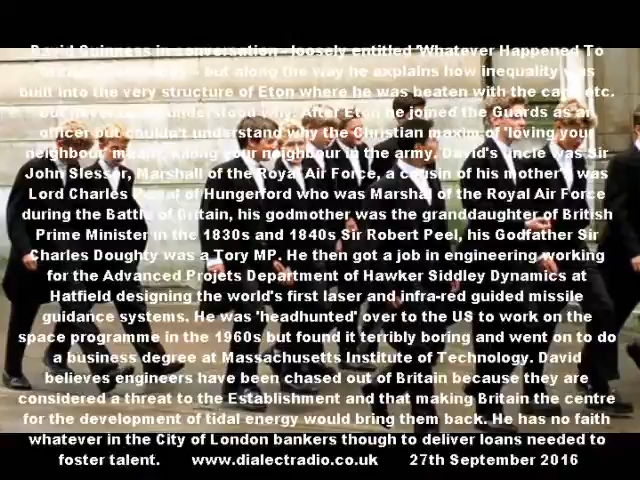 David Guinness in conversation - loosely entitled 'Whatever Happened To
- but along the way he explains how inequality was
built into the very structure of Eton where he was beaten with the cane etc.
but never understood why. After Eton he joined the Guards as an
officer but couldn't understand why the Christian maxim of 'loving your
neighbour' your neighbour in the army. David's uncle was Sir
John Slessor, Marshall of the Royal Air Force, a cousin of his mother's was
Lord Charles Portal of Hungerford who was Marshal of the Royal Air Force
during the Battle of Britain, his godmother was the granddaughter of British
Prime Minister in the 1830s and 1840s Sir Robert Peel, his Godfather Sir
Charles Doughty was a Tory MP. He then got a job in engineering working
for the Advanced Projets Department of Hawker Siddley Dynamics at
Hatfield designing the world's first laser and infra-red guided missile
guidance systems. He was 'headhunted' over to the US to work on the
space programme in the 1960s but found it terribly boring and went on to do
a business degree at Massachusetts Institute of Technology. David
believes engineers have been chased out of Britain because they are
considered a threat to the Establishment and that making Britain the centre
for the development of tidal energy would bring them back. He has no faith
whatever in the City of London bankers though to deliver loans needed to
foster talent. www.dialectradio.co.uk 27th September 2016